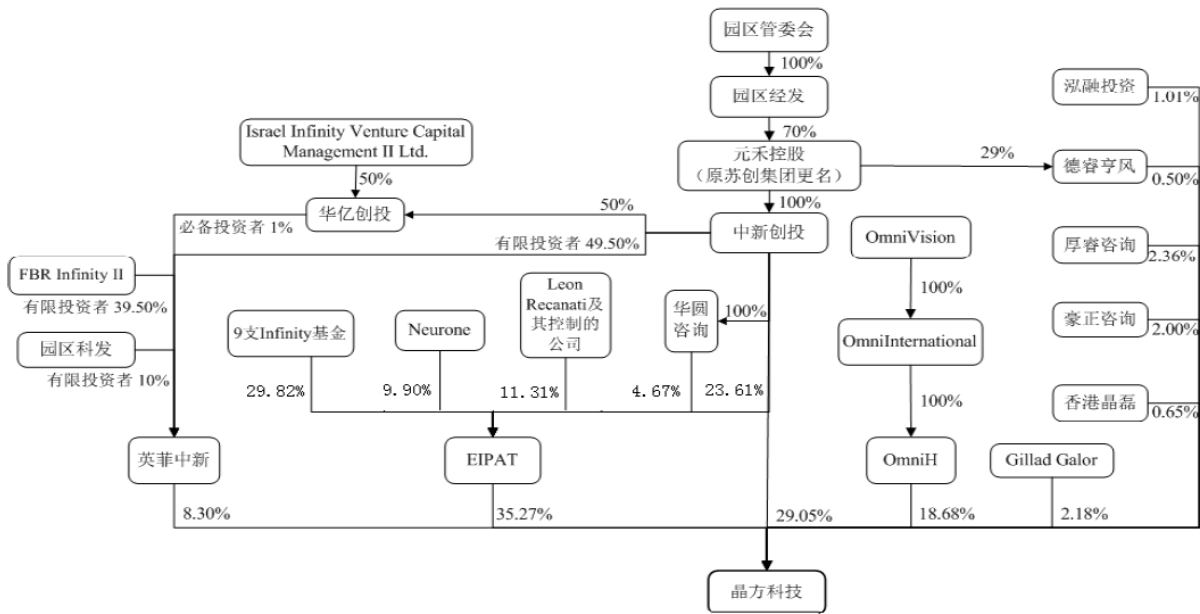 园区管委会
100%
园区经发
泓融投资
1.01%
70%
Israel Infinity Venture Capital
Management II Ltd.
元禾控股
（原苏创集团更名）
29%
德睿亨风
0.50%
50%
100%
华亿创投
50%
必备投资者 1%
有限投资者 49.50%
中新创投
OmniVision
厚睿咨询
2.36%
FBR Infinity II
有限投资者 39.50%
100%
9支Infinity基金
Neurone
Leon
Recanati及
其控制的
公司
华圆
咨询
100%
豪正咨询
2.00%
园区科发
有限投资者 10%
OmniInternational
29.82%
9.90%
11.31%
4.67%
23.61%
100%
香港晶磊
0.65%
英菲中新
EIPAT
OmniH
Gillad Galor
8.30%
35.27%
29.05%
18.68%
2.18%
晶方科技